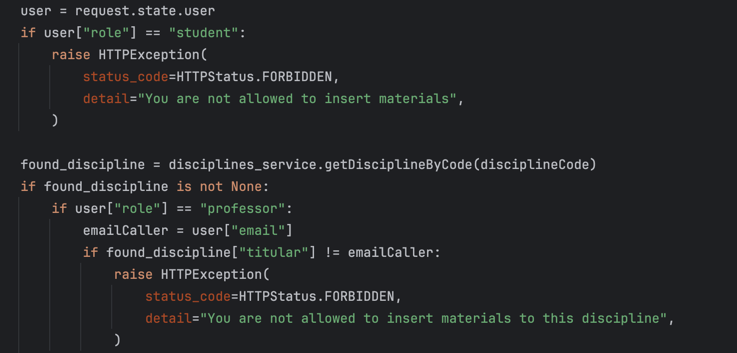 user = request.state.user
if user["role"] == "student":
    raise HTTPException(
        status_code=HTTPStatus.FORBIDDEN,
        detail="You are not allowed to insert materials",
    )

found_discipline = disciplines_service.getDisciplineByCode(disciplineCode)
if found_discipline is not None:
    if user["role"] == "professor":
        emailCaller = user["email"]
        if found_discipline["titular"] != emailCaller:
            raise HTTPException(
                status_code=HTTPStatus.FORBIDDEN,
                detail="You are not allowed to insert materials to this discipline",
            )